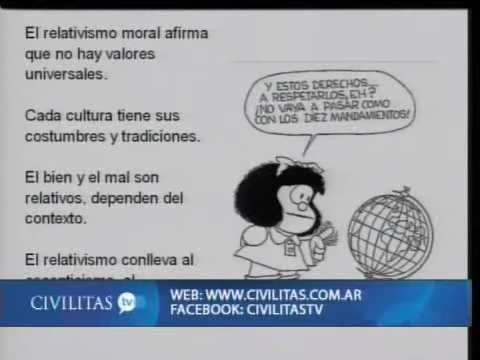 El relativismo moral afirma
que no hay valores
universales.
Cada cultura tiene sus
costumbres y tradiciones.
El bien y el mal son
relativos, dependen del
contexto.
El relativismo conlleva al
escepticismo, el
Y ESTOS DERECHOS...
A RESPETARLOS, EH?
¡NO VAYA A PASAR COMO
CON LOS DIEZ MANDAMIENTOS!
CIVILITAS tv
WEB: WWW.CIVILITAS.COM.AR
FACEBOOK: CIVILITASTV